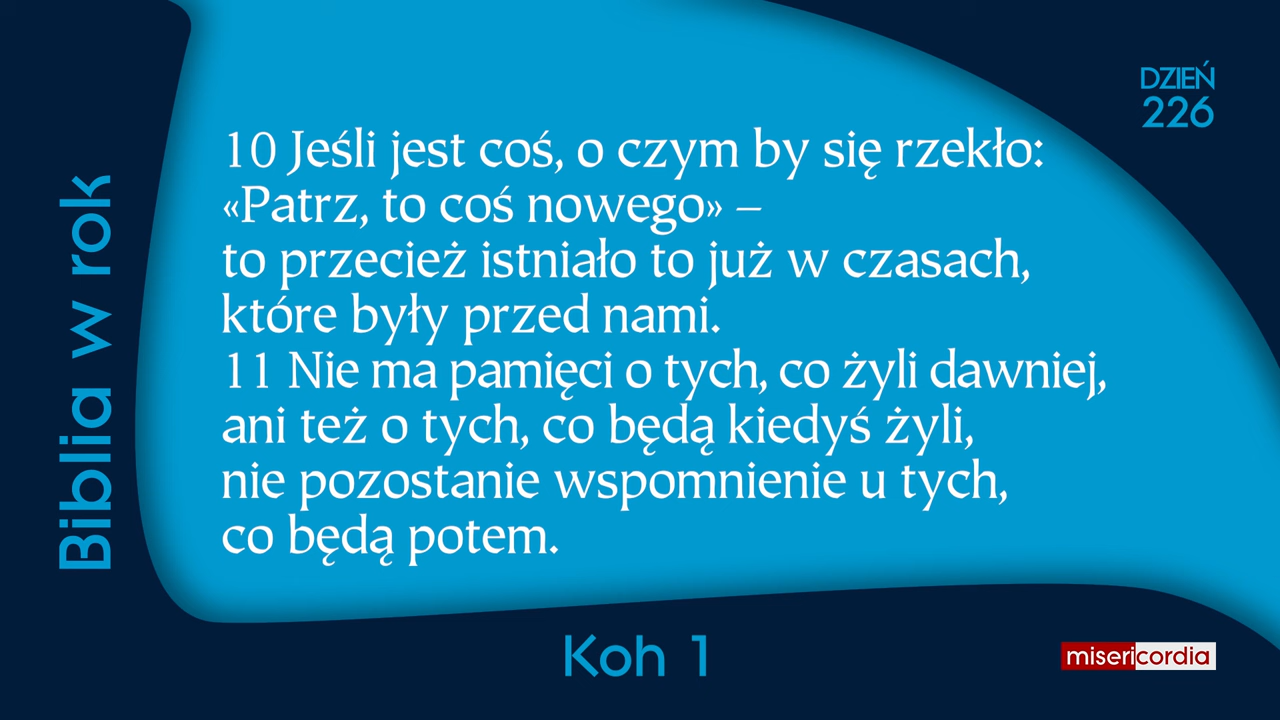 DZIEŃ
226
10 Jeśli jest coś, o czym by się rzekło:
«Patrz, to coś nowego» –
to przecież istniało to już w czasach,
które były przed nami.
11 Nie ma pamięci o tych, co żyli dawniej,
ani też o tych, co będą kiedyś żyli,
nie pozostanie wspomnienie u tych,
co będą potem.
Biblia w rok
Koh 1
misericordia